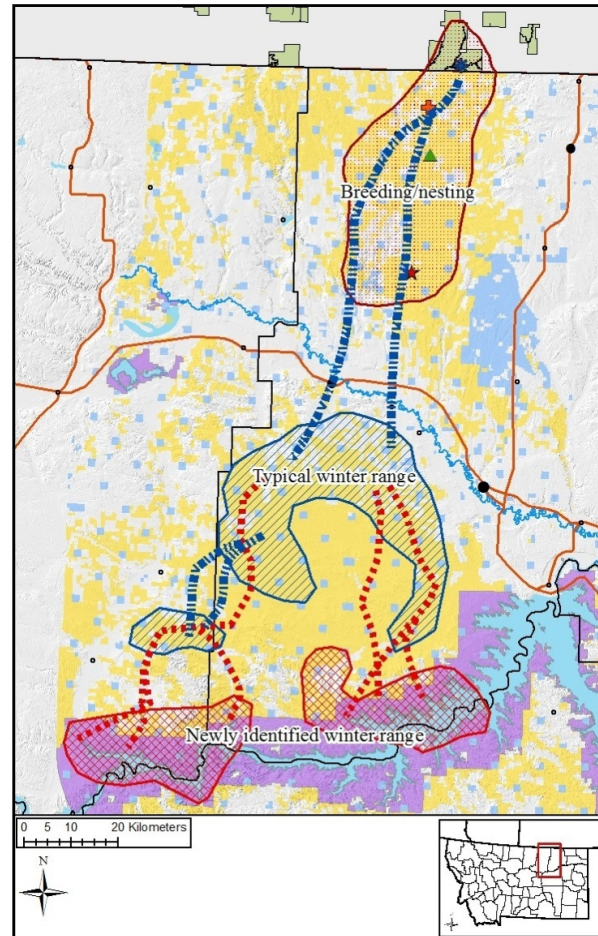 Breeding/nesting
Typical winter range
Newly identified winter range
0 5 10 20 Kilometers
N